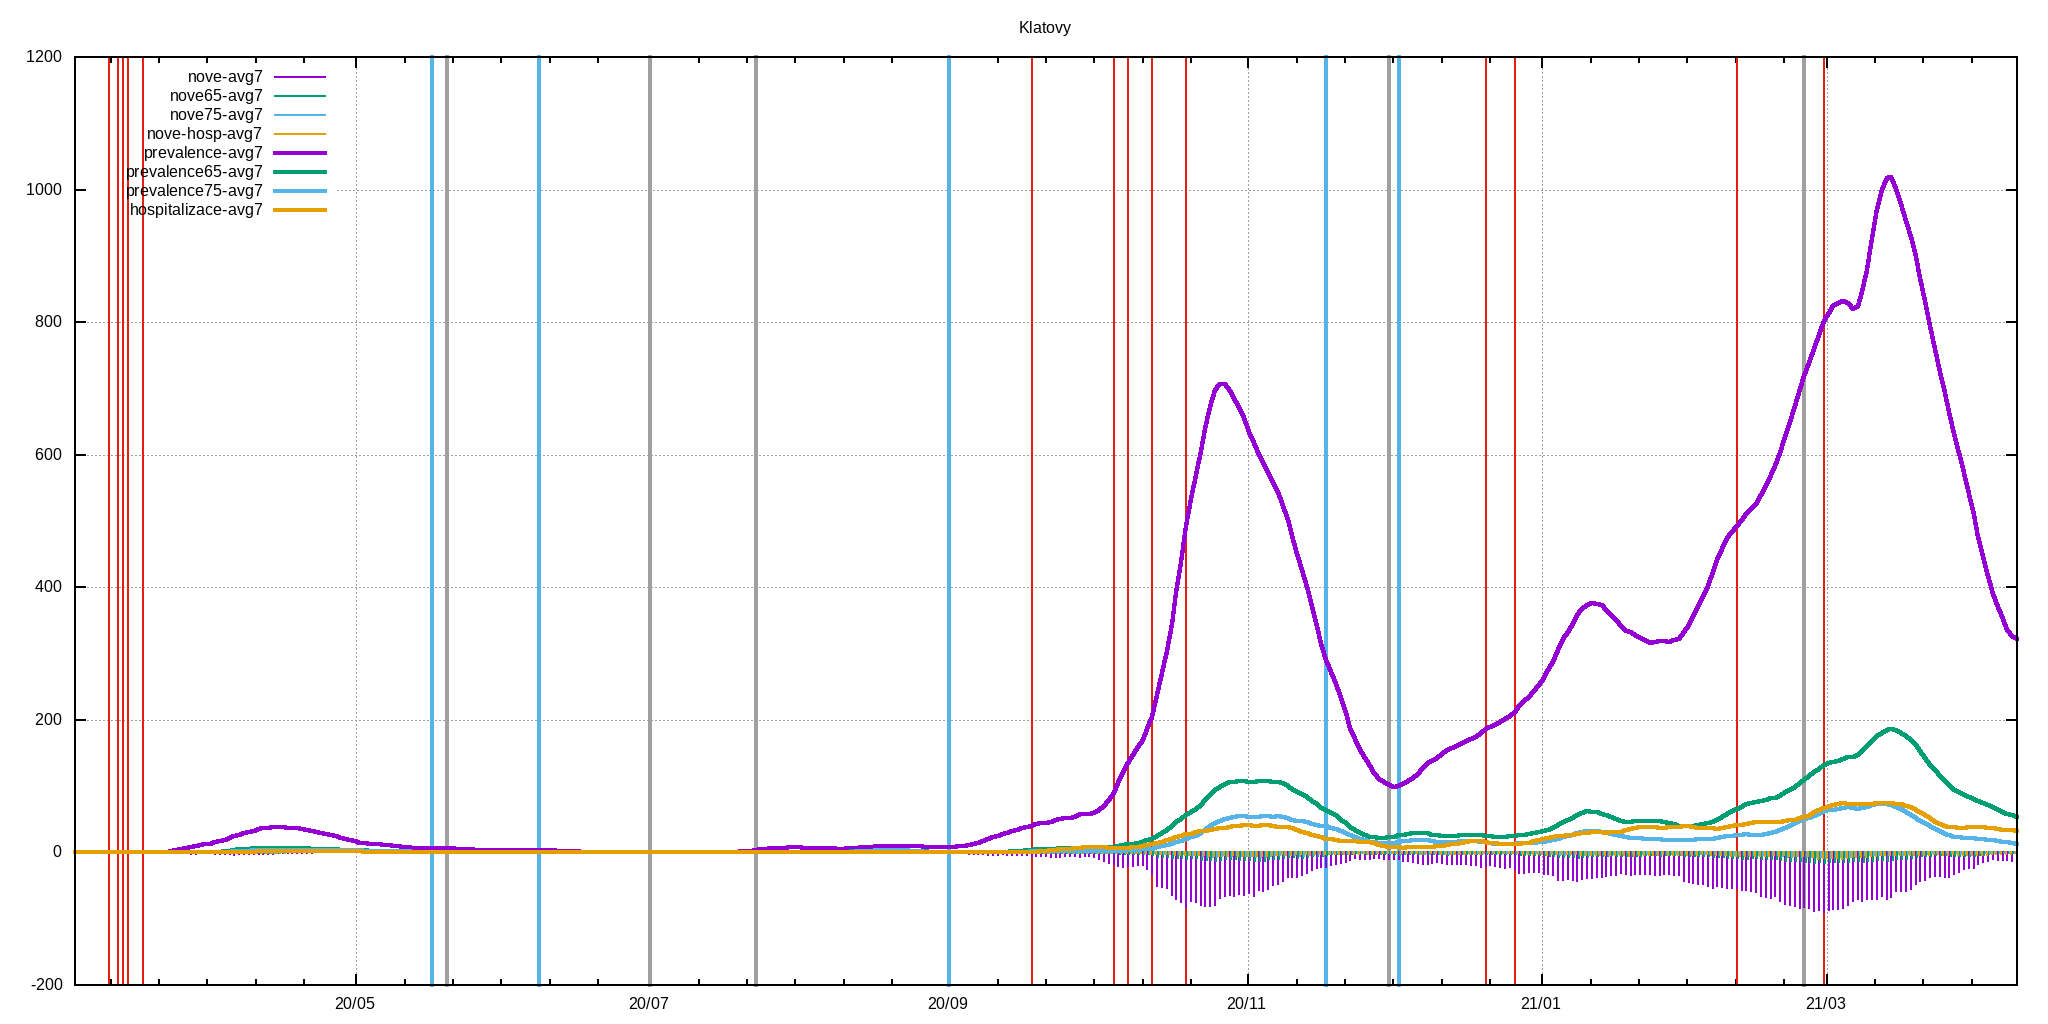 Klatovy
1200
1000
800
600
400
200
0
-200
nove-avg7
nove65-avg7
nove75-avg7
nove-hosp-avg7
prevalence-avg7
prevalence65-avg7
prevalence75-avg7
hospitalizace-avg7
20/05 20/07 20/09 20/11 21/01 21/03